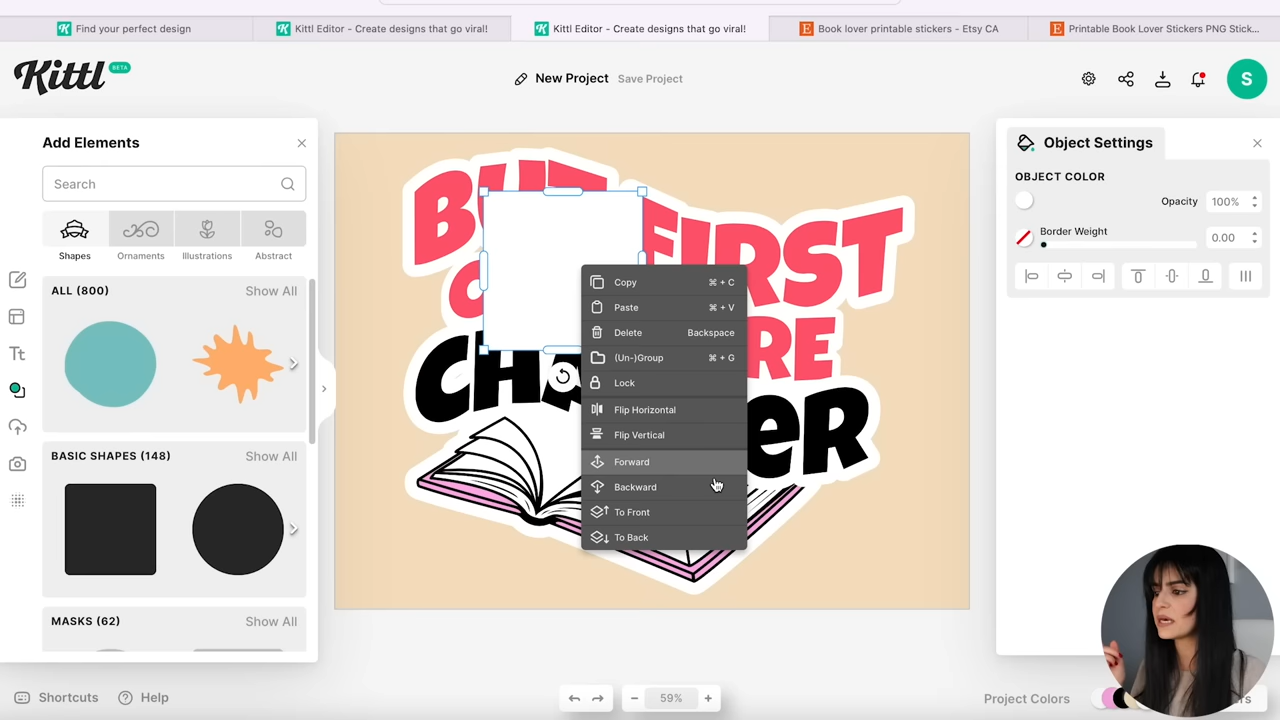 Find your perfect design
Kittl Editor - Create designs that go viral!
Kittl Editor - Create designs that go viral!
Book lover printable stickers - Etsy CA
Printable Book Lover Stickers PNG Stick...
Kittl BETA
New Project Save Project
S
Add Elements
Search
Shapes
Ornaments
Illustrations
Abstract
ALL (800)
Show All
BASIC SHAPES (148)
Show All
MASKS (62)
Show All
FIRST
Copy ⌘ + C
Paste ⌘ + V
Delete Backspace
(Un-)Group ⌘ + G
Lock
Flip Horizontal
Flip Vertical
Forward
Backward
To Front
To Back
Object Settings
OBJECT COLOR
Opacity 100%
Border Weight 0.00
Shortcuts
Help
59%
Project Colors